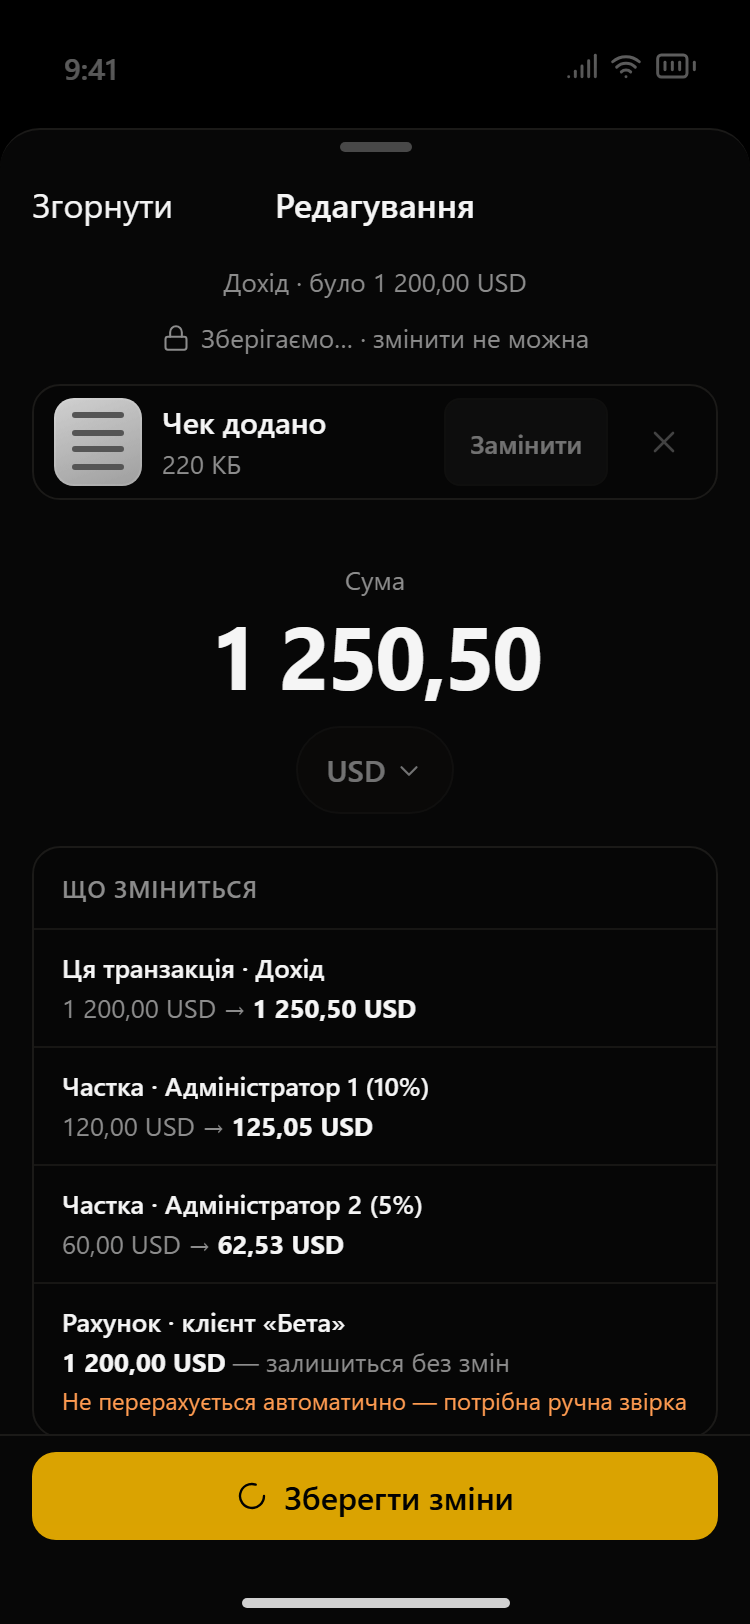 9:41
Згорнути
Редагування
Дохід · було 1 200,00 USD
Зберігаємо... · змінити не можна
Чек додано
220 КБ
Замінити
Сума
1 250,50
USD
ЩО ЗМІНИТЬСЯ
Ця транзакція · Дохід
1 200,00 USD → 1 250,50 USD
Частка · Адміністратор 1 (10%)
120,00 USD → 125,05 USD
Частка · Адміністратор 2 (5%)
60,00 USD → 62,53 USD
Рахунок · клієнт «Бета»
1 200,00 USD — залишиться без змін
Не перерахується автоматично — потрібна ручна звірка
Зберегти зміни